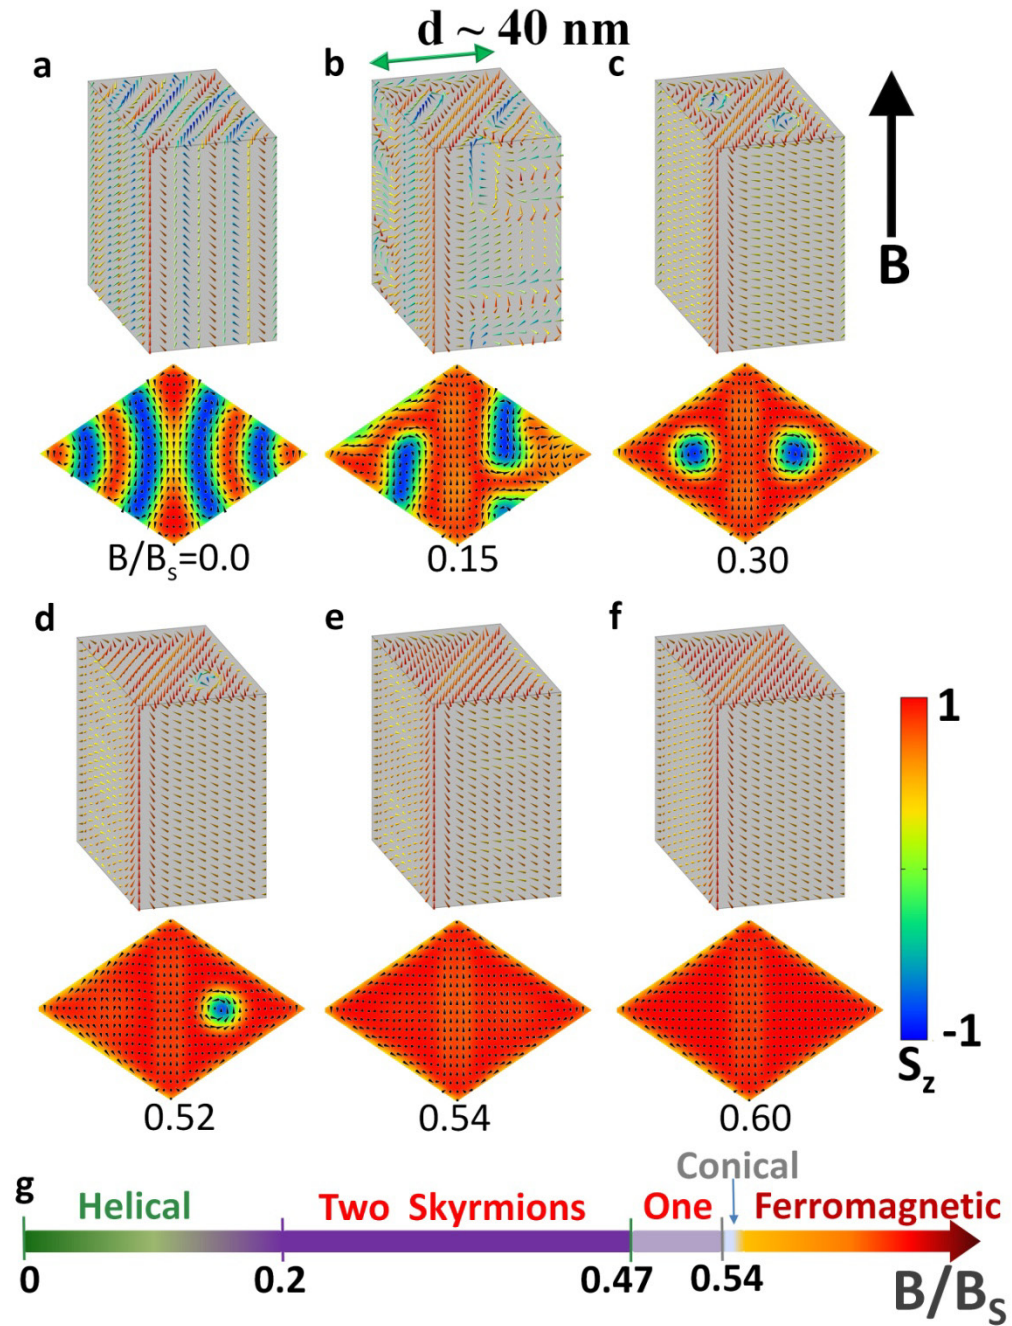 d ~ 40 nm
a b c
B
B/Bs=0.0 0.15 0.30
d e f
1
-1
Sz
0.52 0.54 0.60
Conical
g Helical Two Skyrmions One Ferromagnetic
0 0.2 0.47 0.54 B/BS